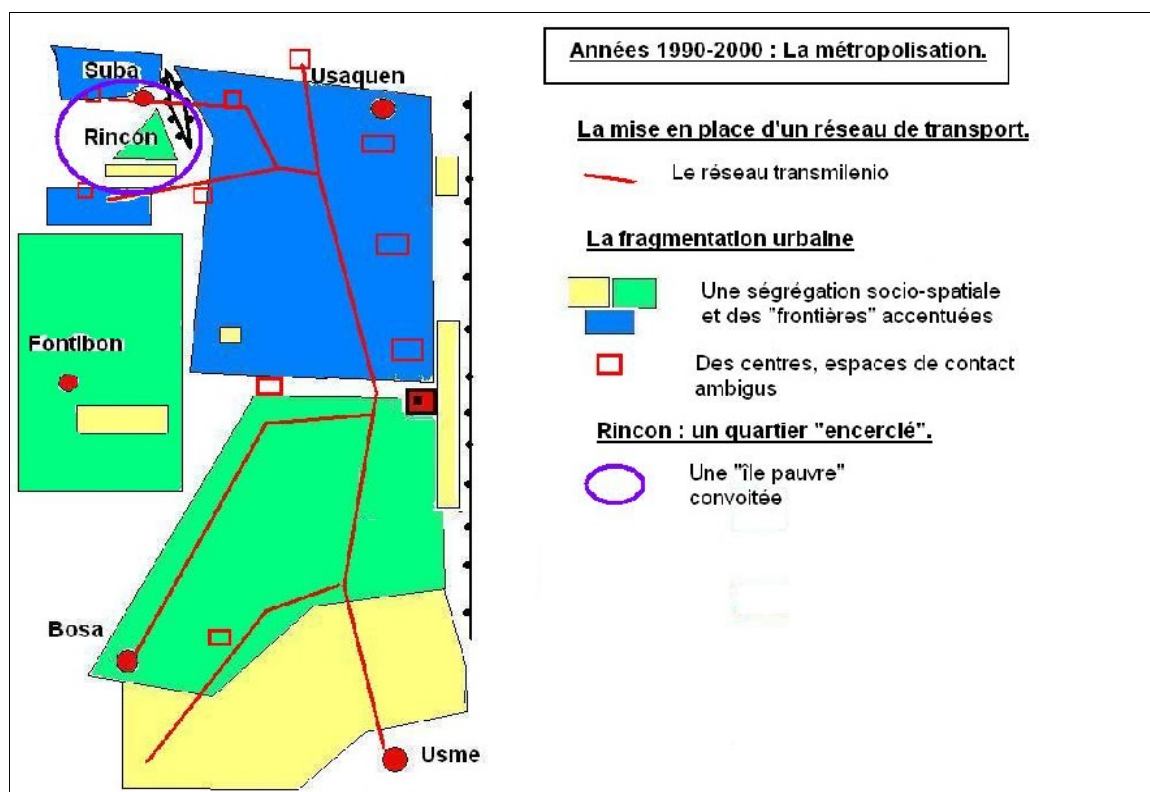 Années 1990-2000 : La métropolisation.
Suba
Usaquen
Rincon
Fontibon
Bosa
Usme
La mise en place d'un réseau de transport.
Le réseau transmilenio
La fragmentation urbaine
Une ségrégation socio-spatiale
et des "frontières" accentuées
Des centres, espaces de contact
ambigus
Rincon : un quartier "encerclé".
Une "île pauvre"
convoitée